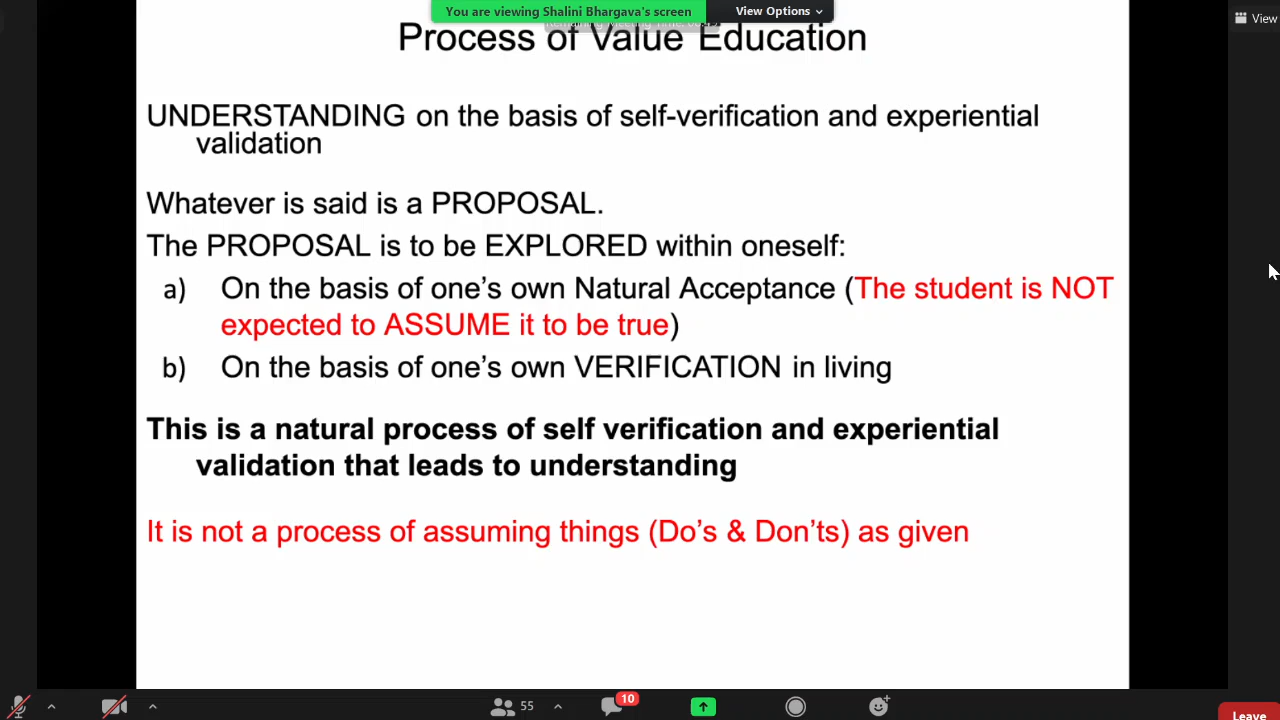 You are viewing Shalini Bhargava's screen
View Options
View
Remaining Meeting Time:
Process of Value Education
UNDERSTANDING on the basis of self-verification and experiential
validation
Whatever is said is a PROPOSAL.
The PROPOSAL is to be EXPLORED within oneself:
a) On the basis of one’s own Natural Acceptance (The student is NOT
expected to ASSUME it to be true)
b) On the basis of one’s own VERIFICATION in living
This is a natural process of self verification and experiential
validation that leads to understanding
It is not a process of assuming things (Do’s & Don’ts) as given
55
10
Leave